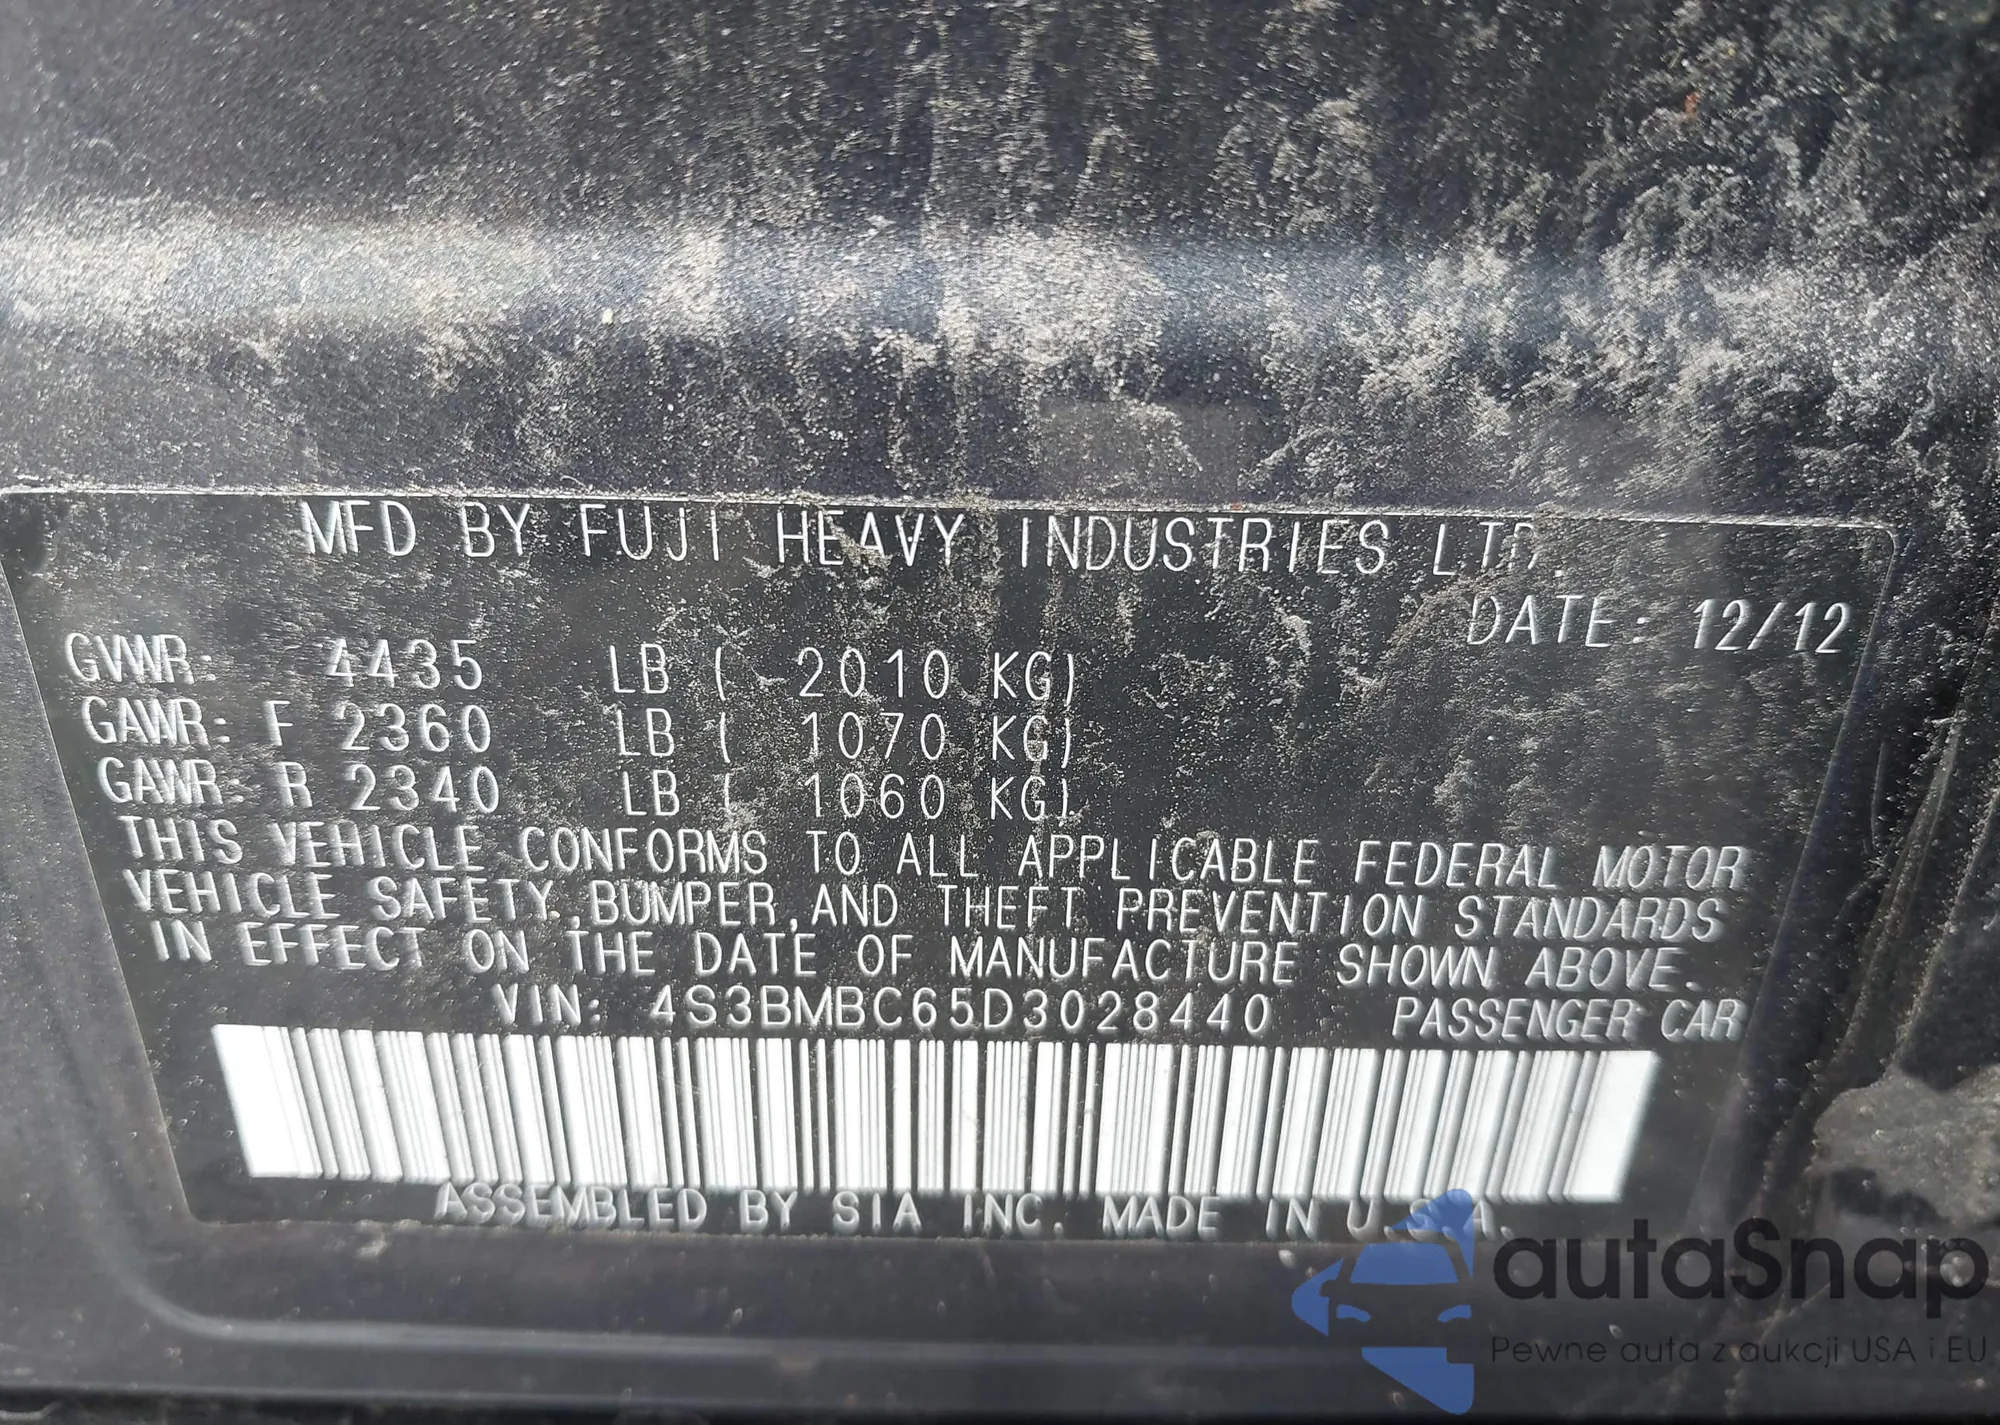 MFD BY FUJI HEAVY INDUSTRIES LTD.
DATE: 12/12
GVWR: 4435 LB ( 2010 KG)
GAWR: F 2360 LB ( 1070 KG)
GAWR: R 2340 LB ( 1060 KG)
THIS VEHICLE CONFORMS TO ALL APPLICABLE FEDERAL MOTOR
VEHICLE SAFETY,BUMPER,AND THEFT PREVENTION STANDARDS
IN EFFECT ON THE DATE OF MANUFACTURE SHOWN ABOVE.
VIN: 4S3BMBC65D3028440 PASSENGER CAR
ASSEMBLED BY SIA INC. MADE IN U.S.A.
autaSnap
Pewne auta z aukcji USA i EU